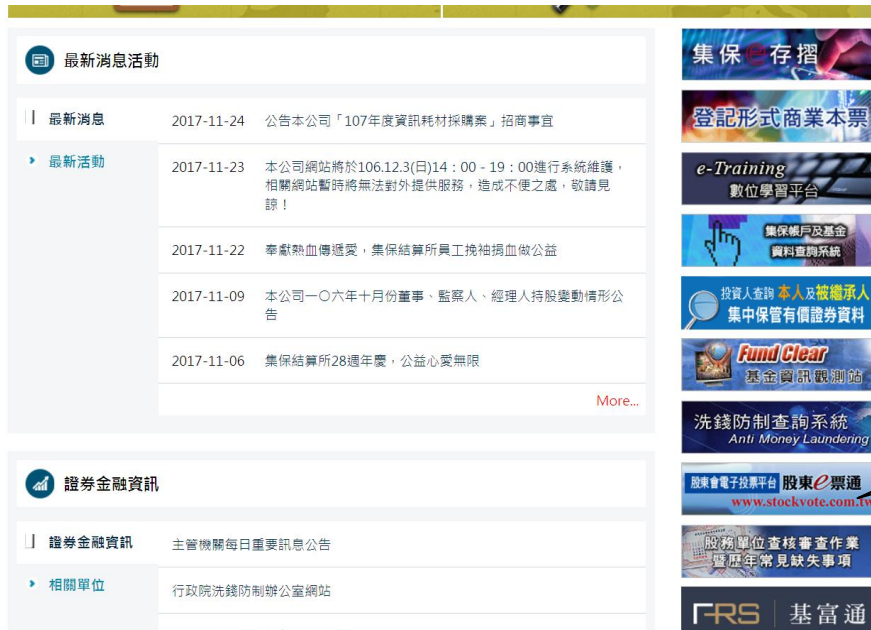 最新消息活動
最新消息
最新活動
2017-11-24 公告本公司「107年度資訊耗材採購案」招商事宜
2017-11-23 本公司網站將於106.12.3(日)14：00 - 19：00進行系統維護，
相關網站暫時將無法對外提供服務，造成不便之處，敬請見
諒！
2017-11-22 奉獻熱血傳遞愛，集保結算所員工挽袖捐血做公益
2017-11-09 本公司一〇六年十月份董事、監察人、經理人持股變動情形公
告
2017-11-06 集保結算所28週年慶，公益心愛無限
More...
證券金融資訊
證券金融資訊
相關單位
主管機關每日重要訊息公告
行政院洗錢防制辦公室網站
集保e存摺
登記形式商業本票
e-Training
數位學習平台
集保帳戶及基金
資料查詢系統
投資人查詢 本人及被繼承人
集中保管有價證券資料
Fund Clear
基金資訊觀測站
洗錢防制查詢系統
Anti Money Laundering
股東會電子投票平台 股東e票通
www.stockvote.com.tw
股務單位查核審查作業
暨歷年常見缺失事項
FRS 基富通